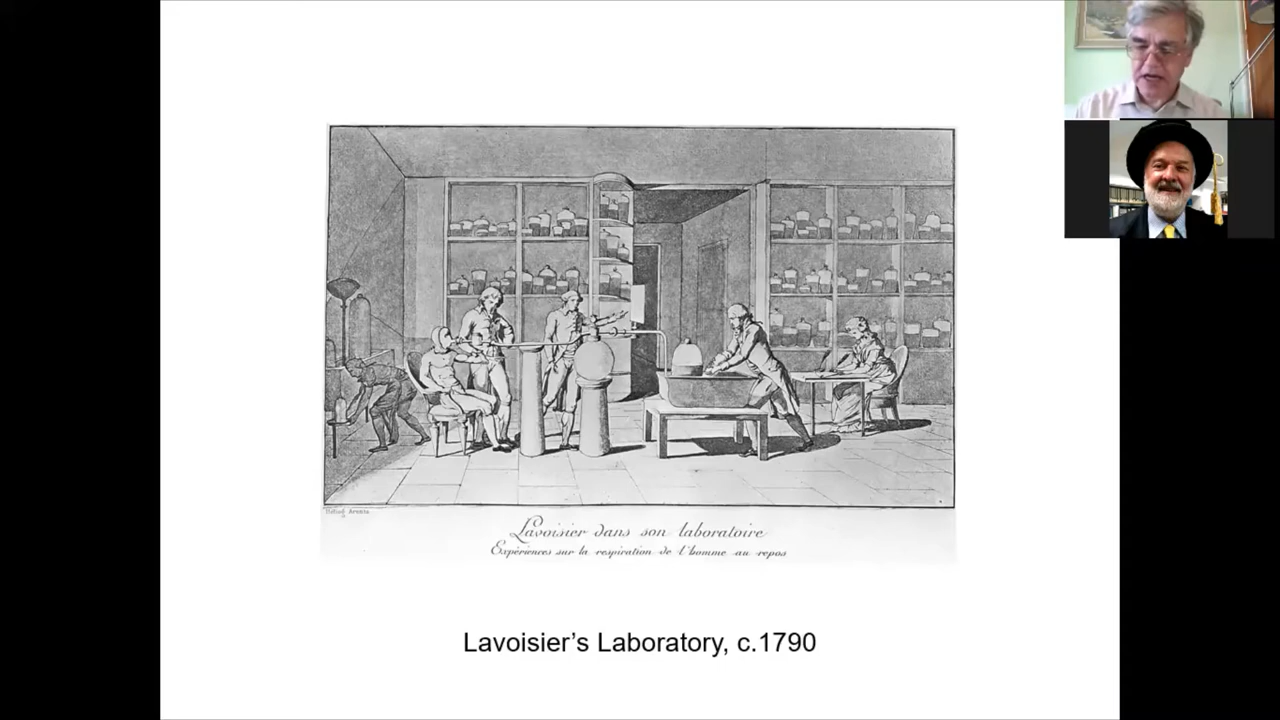 Lavoisier dans son laboratoire
Expériences sur la respiration de l'homme au repos
Lavoisier's Laboratory, c.1790